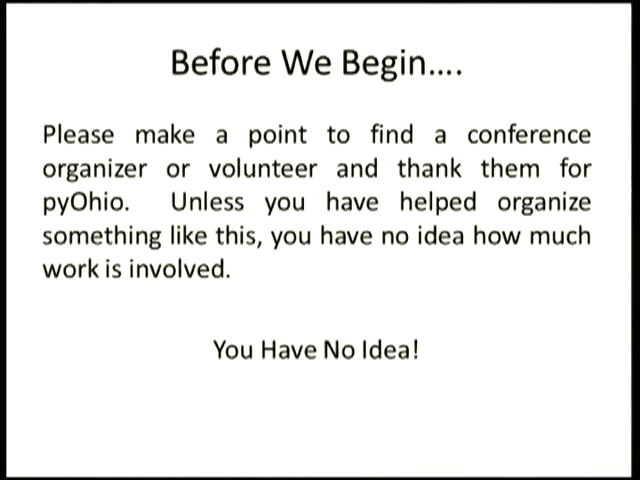 Before We Begin....
Please make a point to find a conference
organizer or volunteer and thank them for
pyOhio. Unless you have helped organize
something like this, you have no idea how much
work is involved.
You Have No Idea!